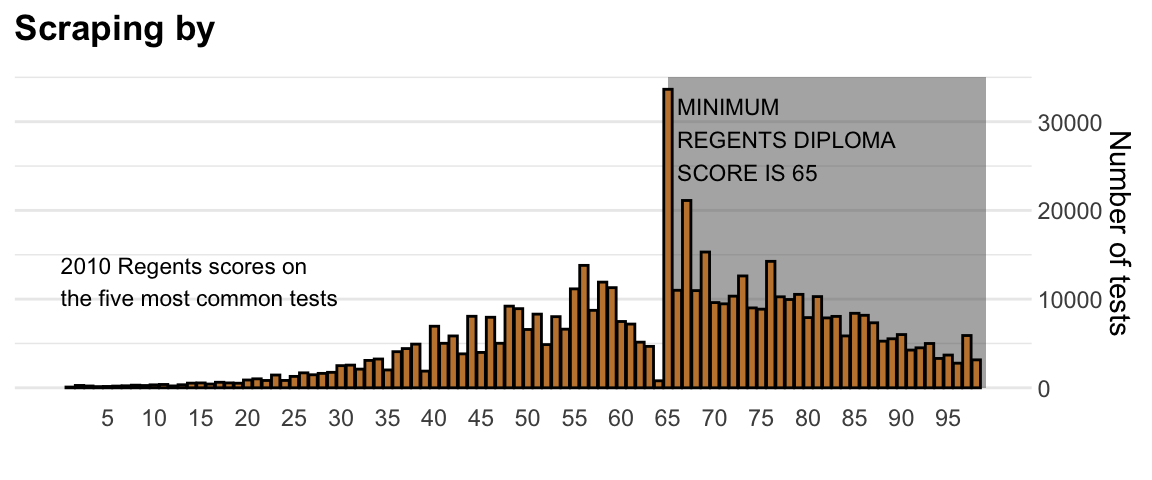 Scraping by
MINIMUM
REGENTS DIPLOMA
SCORE IS 65
2010 Regents scores on
the five most common tests
30000
20000
10000
0
Number of tests
5 10 15 20 25 30 35 40 45 50 55 60 65 70 75 80 85 90 95